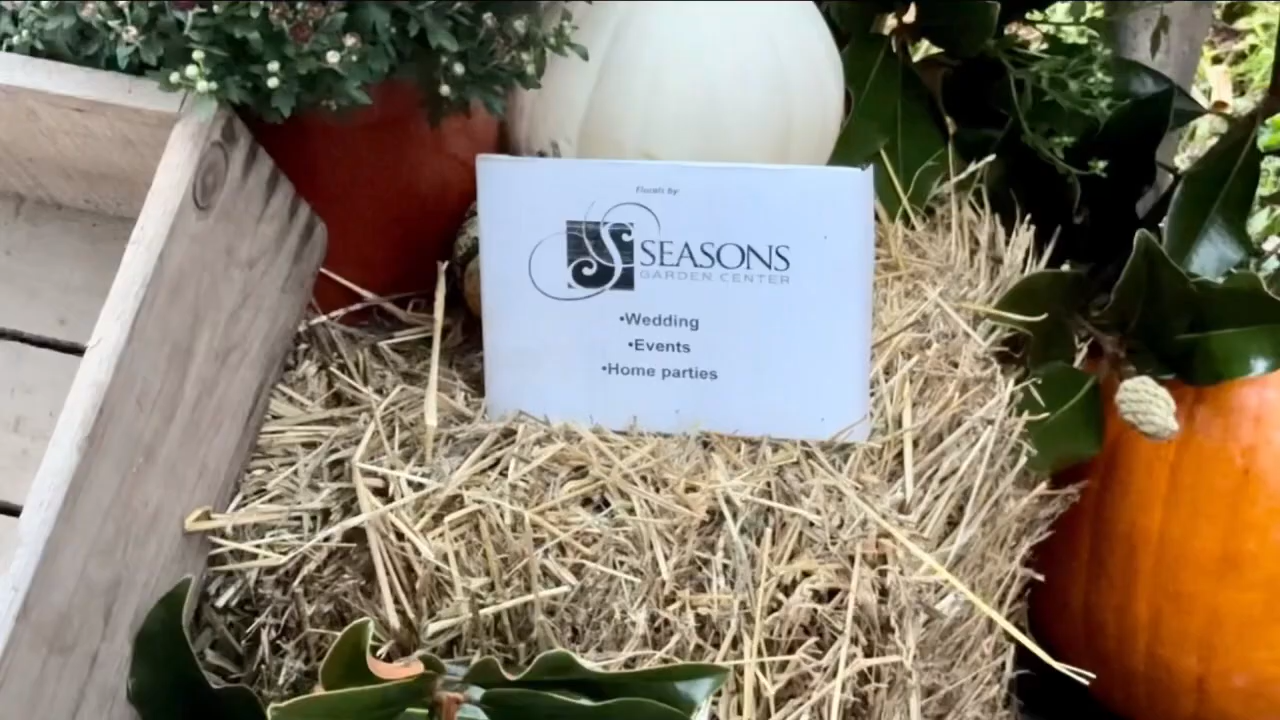 Florals by
SEASONS
GARDEN CENTER
•Wedding
•Events
•Home parties